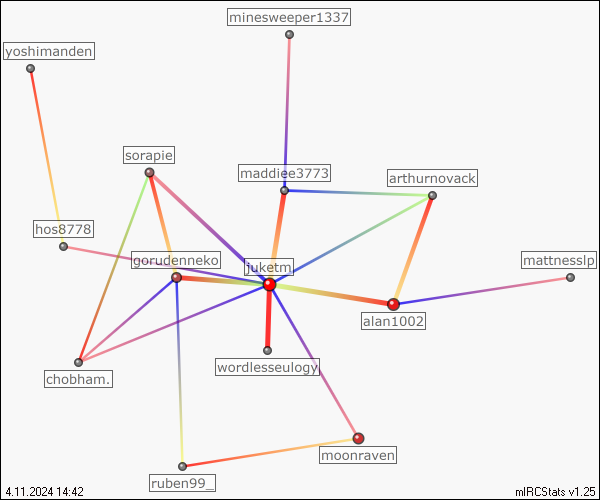 minesweeper1337
yoshimanden
sorapie
maddiee3773
arthurnovack
hos8778
gorudenneko
juketm
mattnesslp
alan1002
wordlesseulogy
chobham.
moonraven
ruben99_
4.11.2024 14:42
mIRCStats v1.25